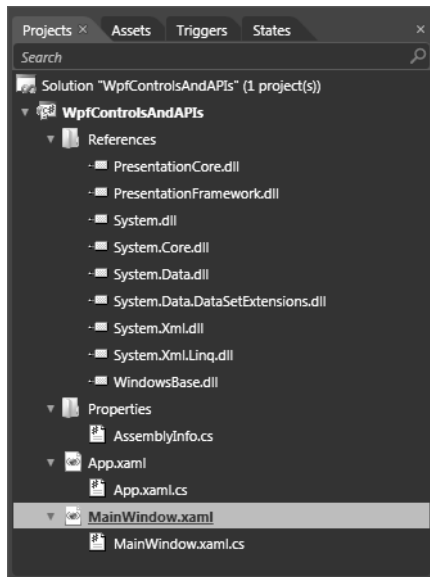 Projects × Assets Triggers States ×
Search
Solution "WpfControlsAndAPIs" (1 project(s))
WpfControlsAndAPIs
References
PresentationCore.dll
PresentationFramework.dll
System.dll
System.Core.dll
System.Data.dll
System.Data.DataSetExtensions.dll
System.Xml.dll
System.Xml.Linq.dll
WindowsBase.dll
Properties
AssemblyInfo.cs
App.xaml
App.xaml.cs
MainWindow.xaml
MainWindow.xaml.cs